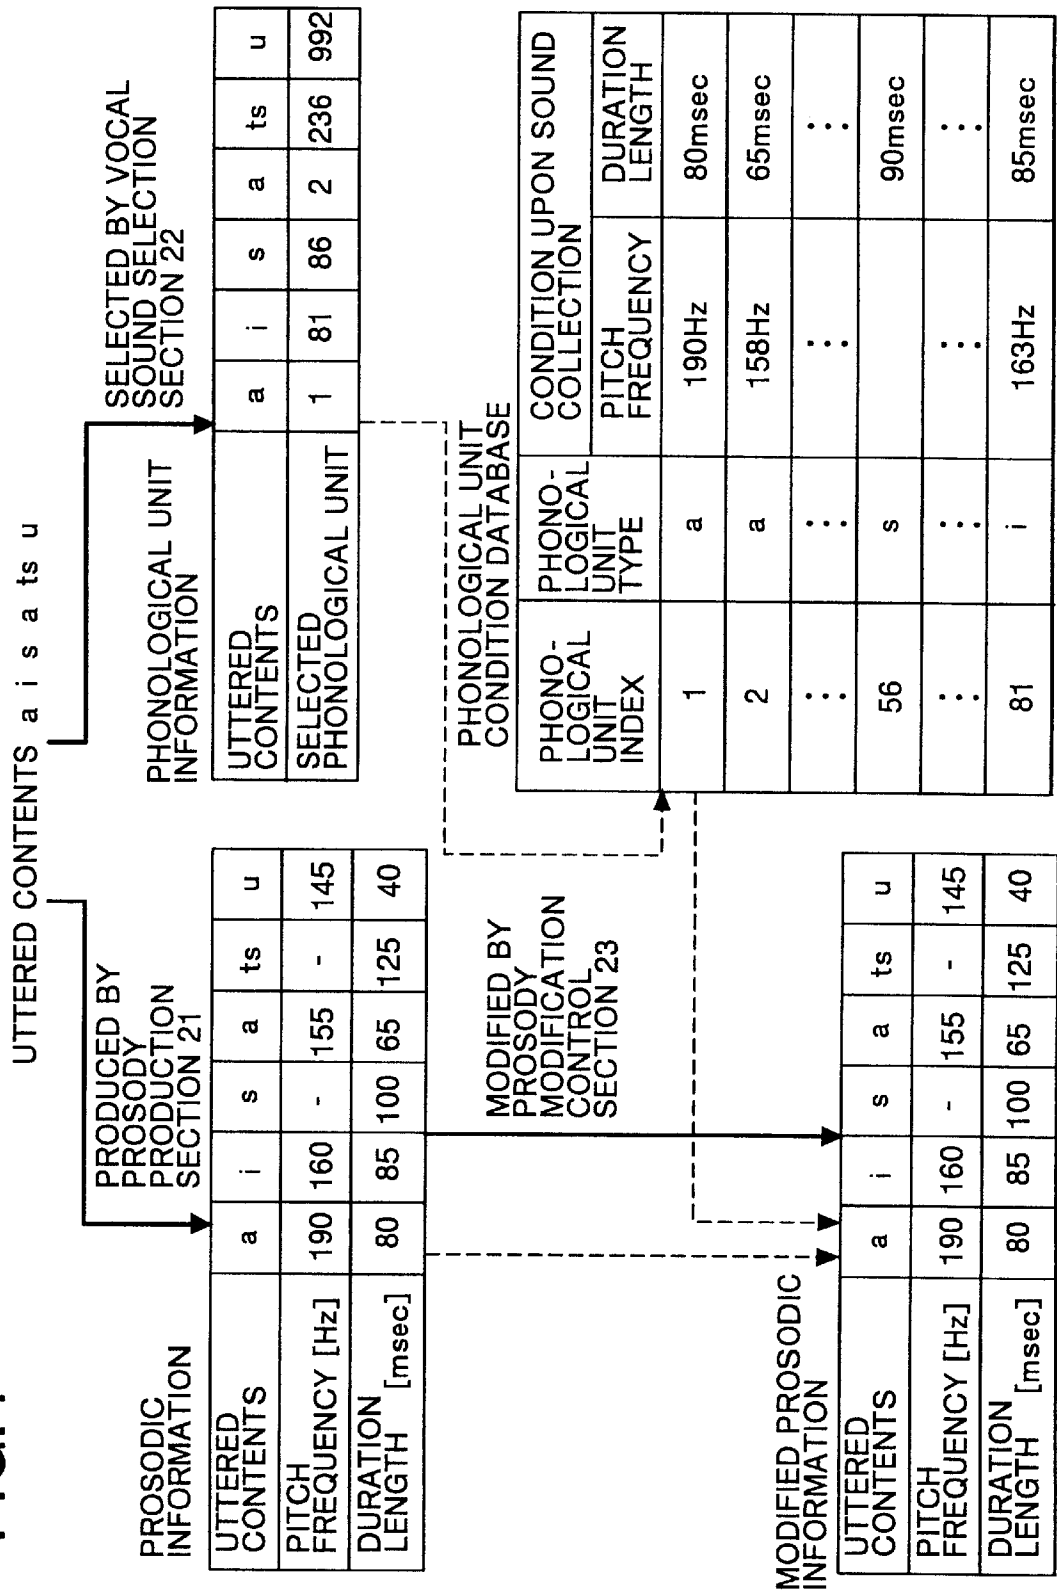 UTTERED CONTENTS a i s a ts u
PRODUCED BY
PROSODY
PRODUCTION
SECTION 21
SELECTED BY VOCAL
SOUND SELECTION
SECTION 22
PROSODIC
INFORMATION
UTTERED CONTENTS a i s a ts u
PITCH FREQUENCY [Hz] 190 160 - 155 - 145
DURATION LENGTH [msec] 80 85 100 65 125 40
PHONOLOGICAL UNIT
INFORMATION
UTTERED CONTENTS a i s a ts u
SELECTED PHONOLOGICAL UNIT 1 81 86 2 236 992
MODIFIED BY
PROSODY
MODIFICATION
CONTROL
SECTION 23
PHONOLOGICAL UNIT
CONDITION DATABASE
PHONO-
LOGICAL
UNIT
INDEX
PHONO-
LOGICAL
UNIT
TYPE
CONDITION UPON SOUND
COLLECTION
PITCH
FREQUENCY
DURATION
LENGTH
1 a 190Hz 80msec
2 a 158Hz 65msec
⋮ ⋮ ⋮ ⋮
56 s 90msec
⋮ ⋮ ⋮ ⋮
81 i 163Hz 85msec
MODIFIED PROSODIC
INFORMATION
UTTERED CONTENTS a i s a ts u
PITCH FREQUENCY [Hz] 190 160 - 155 - 145
DURATION LENGTH [msec] 80 85 100 65 125 40